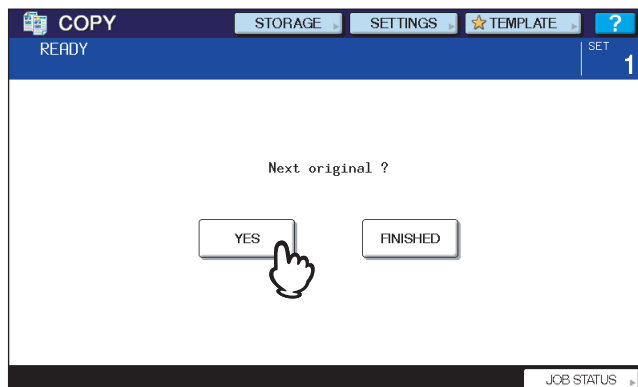 COPY STORAGE SETTINGS TEMPLATE ?
READY SET
1
Next original ?
YES FINISHED
JOB STATUS